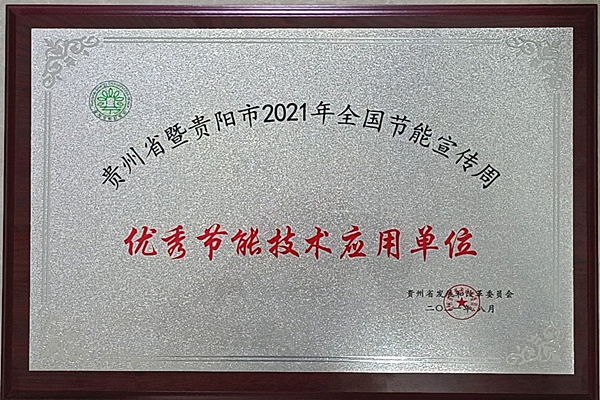 贵州省暨贵阳市2021年全国节能宣传周
优秀节能技术应用单位
贵州省发展和改革委员会
二〇二一年八月